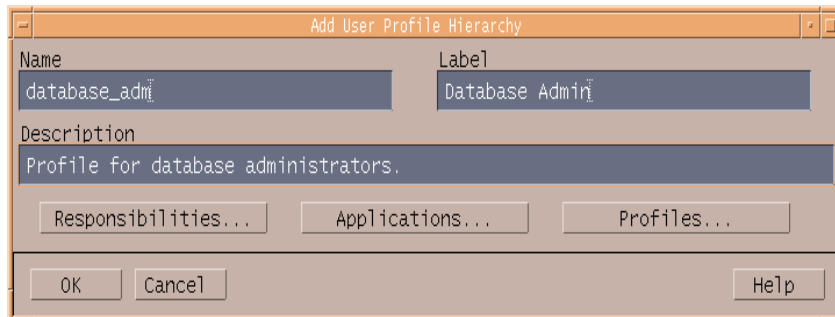 Add User Profile Hierarchy
Name Label
database_adm Database Admin
Description
Profile for database administrators.
Responsibilities... Applications... Profiles...
OK Cancel Help